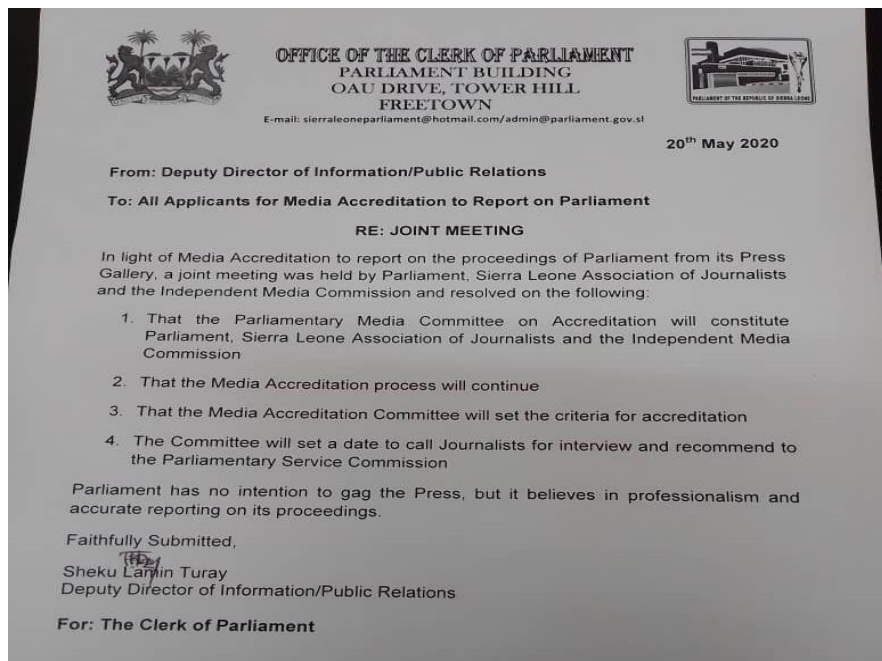 OFFICE OF THE CLERK OF PARLIAMENT
PARLIAMENT BUILDING
OAU DRIVE, TOWER HILL
FREETOWN
E-mail: sierraleoneparliament@hotmail.com/admin@parliament.gov.sl
PARLIAMENT OF THE REPUBLIC OF SIERRA LEONE
20th May 2020
From: Deputy Director of Information/Public Relations
To: All Applicants for Media Accreditation to Report on Parliament
RE: JOINT MEETING
In light of Media Accreditation to report on the proceedings of Parliament from its Press
Gallery, a joint meeting was held by Parliament, Sierra Leone Association of Journalists
and the Independent Media Commission and resolved on the following:
1. That the Parliamentary Media Committee on Accreditation will constitute
Parliament, Sierra Leone Association of Journalists and the Independent Media
Commission
2. That the Media Accreditation process will continue
3. That the Media Accreditation Committee will set the criteria for accreditation
4. The Committee will set a date to call Journalists for interview and recommend to
the Parliamentary Service Commission
Parliament has no intention to gag the Press, but it believes in professionalism and
accurate reporting on its proceedings.
Faithfully Submitted,
Sheku Lamin Turay
Deputy Director of Information/Public Relations
For: The Clerk of Parliament